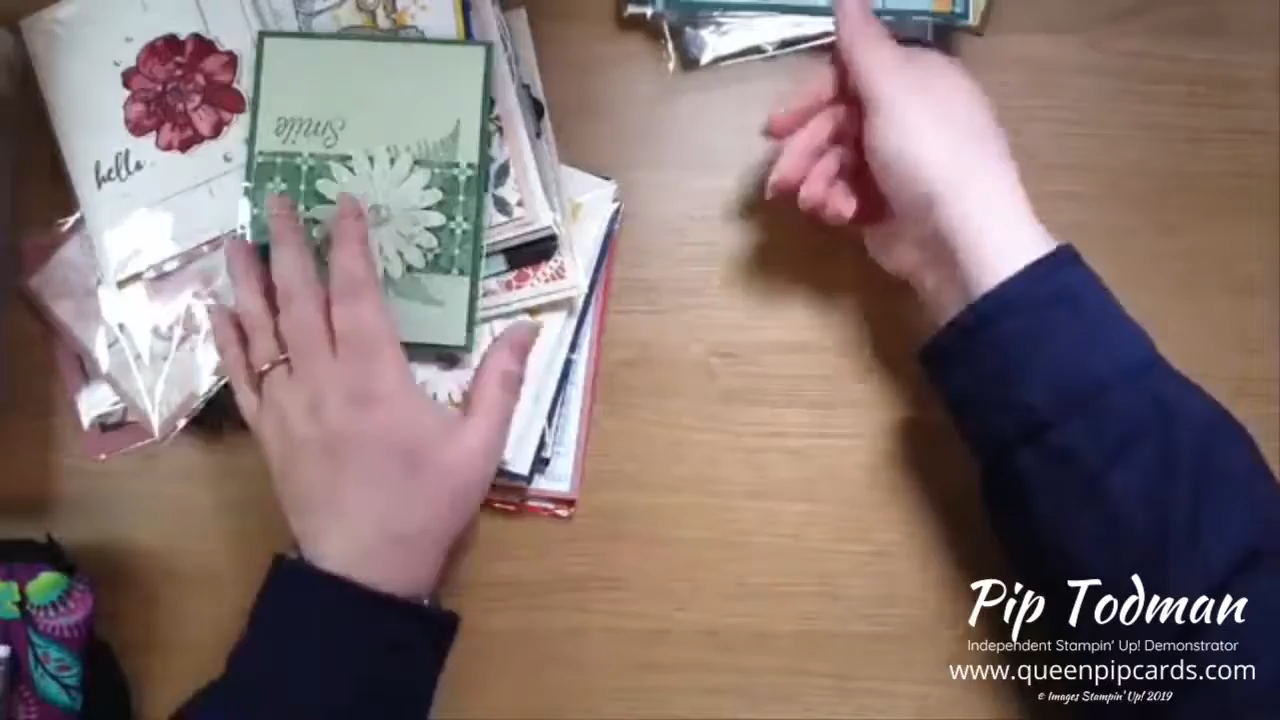 hello
Smile
Pip Todman
Independent Stampin' Up! Demonstrator
www.queenpipcards.com
© Images Stampin' Up! 2019